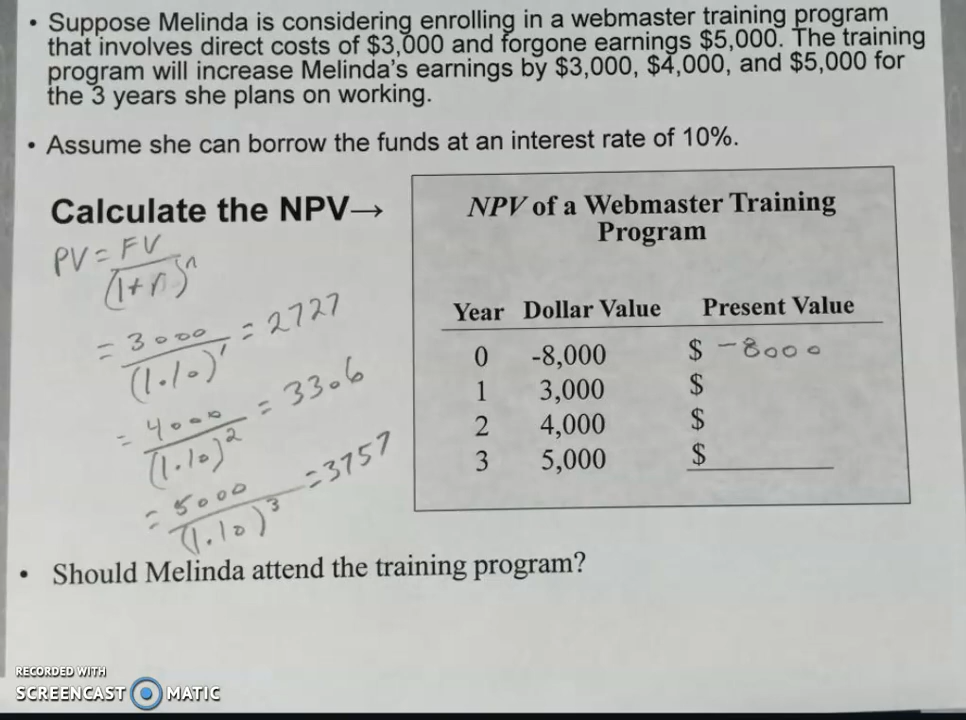 • Suppose Melinda is considering enrolling in a webmaster training program
that involves direct costs of $3,000 and forgone earnings $5,000. The training
program will increase Melinda's earnings by $3,000, $4,000, and $5,000 for
the 3 years she plans on working.
• Assume she can borrow the funds at an interest rate of 10%.
Calculate the NPV→
PV = FV
(1+r)^n
= 3000 = 2727
(1.10)^1
= 4000 = 3306
(1.10)^2
= 5000 = 3757
(1.10)^3
NPV of a Webmaster Training
Program
Year Dollar Value Present Value
0 -8,000 $ -8000
1 3,000 $
2 4,000 $
3 5,000 $
• Should Melinda attend the training program?
RECORDED WITH
SCREENCAST MATIC